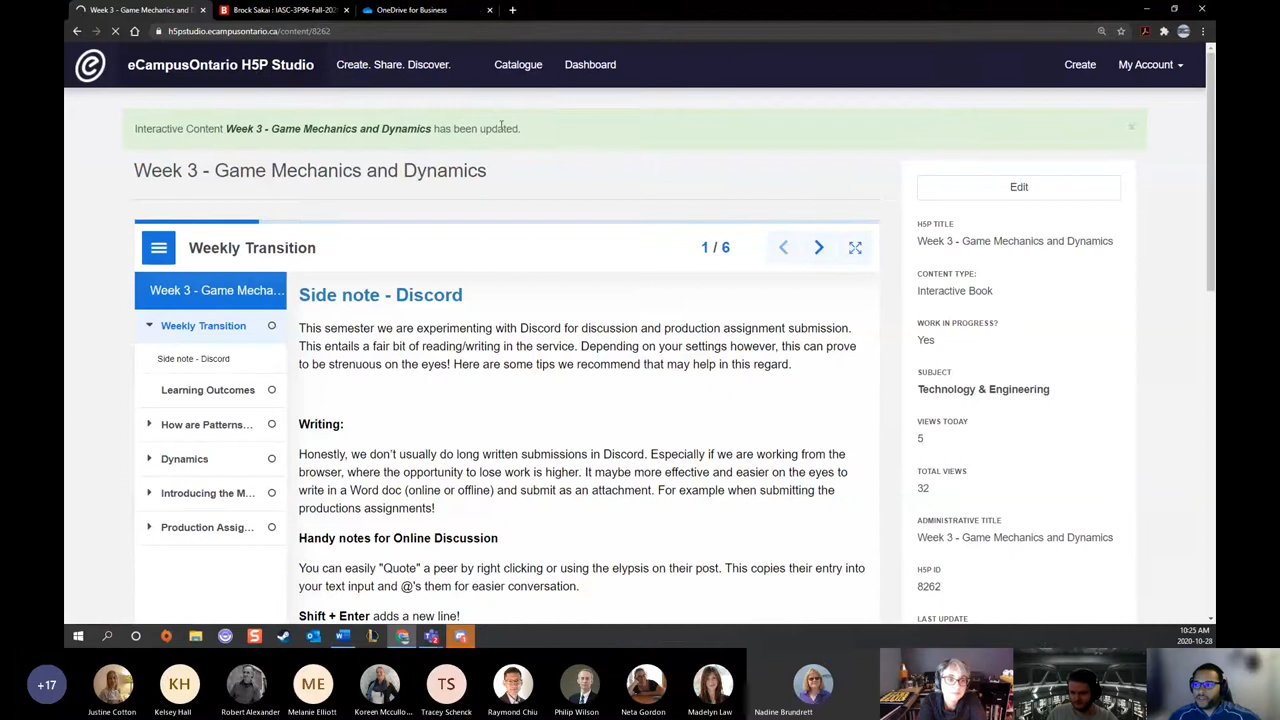 Week 3 - Game Mechanics and D
Brock Sakai : IASC-3P96-Fall-202
OneDrive for Business
h5pstudio.ecampusontario.ca/content/8262
eCampusOntario H5P Studio
Create. Share. Discover.
Catalogue
Dashboard
Create
My Account
Interactive Content Week 3 - Game Mechanics and Dynamics has been updated.
Week 3 - Game Mechanics and Dynamics
Weekly Transition
1 / 6
Week 3 - Game Mecha...
Weekly Transition
Side note - Discord
Learning Outcomes
How are Patterns...
Dynamics
Introducing the M...
Production Assig...
Side note - Discord
This semester we are experimenting with Discord for discussion and production assignment submission.
This entails a fair bit of reading/writing in the service. Depending on your settings however, this can prove
to be strenuous on the eyes! Here are some tips we recommend that may help in this regard.
Writing:
Honestly, we don't usually do long written submissions in Discord. Especially if we are working from the
browser, where the opportunity to lose work is higher. It maybe more effective and easier on the eyes to
write in a Word doc (online or offline) and submit as an attachment. For example when submitting the
productions assignments!
Handy notes for Online Discussion
You can easily "Quote" a peer by right clicking or using the elypsis on their post. This copies their entry into
your text input and @'s them for easier conversation.
Shift + Enter adds a new line!
Edit
H5P TITLE
Week 3 - Game Mechanics and Dynamics
CONTENT TYPE:
Interactive Book
WORK IN PROGRESS?
Yes
SUBJECT
Technology & Engineering
VIEWS TODAY
5
TOTAL VIEWS
32
ADMINISTRATIVE TITLE
Week 3 - Game Mechanics and Dynamics
H5P ID
8262
LAST UPDATE
10:25 AM
2020-10-28
+17
KH
ME
TS
Justine Cotton
Kelsey Hall
Robert Alexander
Melanie Elliott
Koreen Mccullo...
Tracey Schenck
Raymond Chiu
Philip Wilson
Neta Gordon
Madelyn Law
Nadine Brundrett